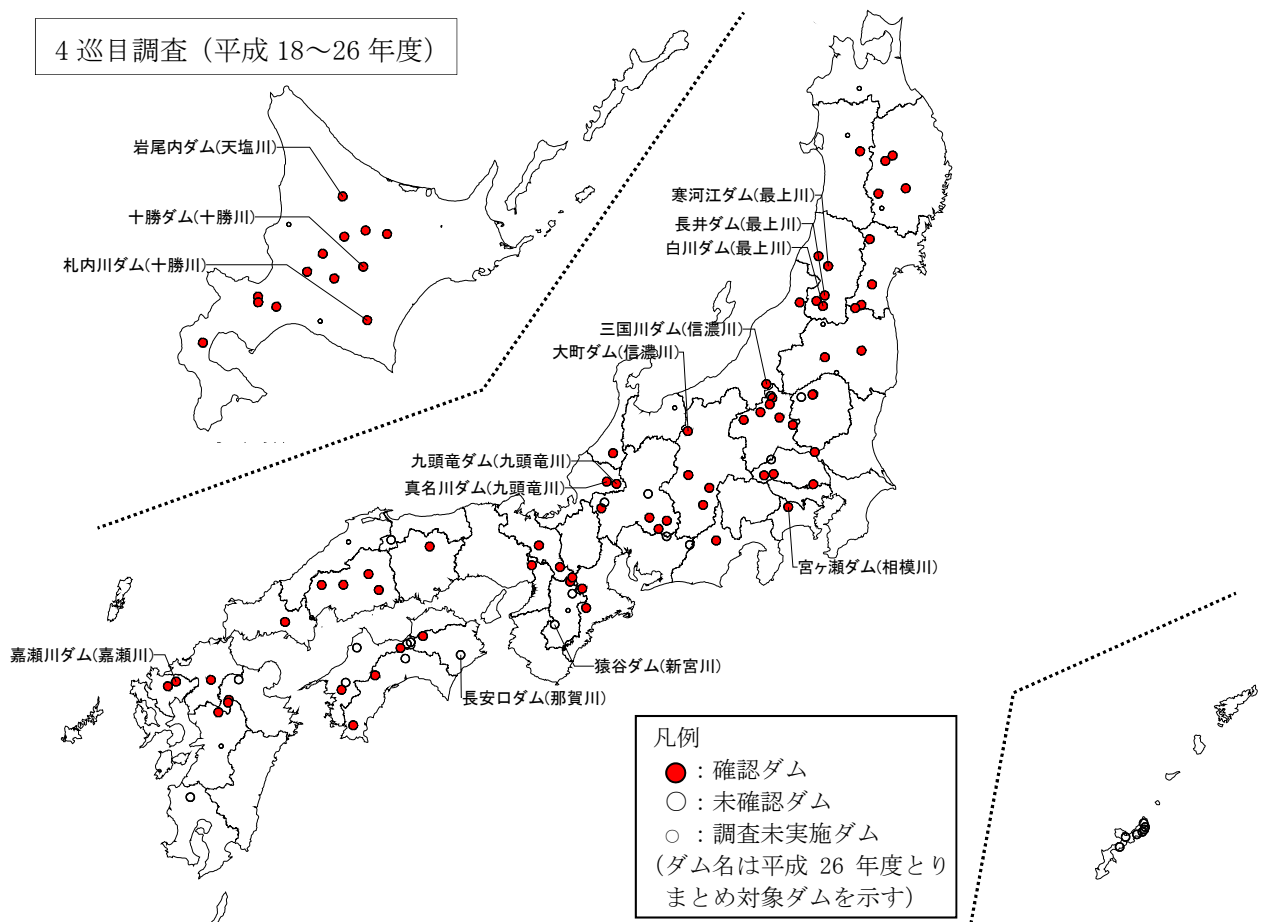 4 巡目調査（平成 18～26 年度）
岩尾内ダム(天塩川)
十勝ダム(十勝川)
札内川ダム(十勝川)
寒河江ダム(最上川)
長井ダム(最上川)
白川ダム(最上川)
三国川ダム(信濃川)
大町ダム(信濃川)
九頭竜ダム(九頭竜川)
真名川ダム(九頭竜川)
宮ヶ瀬ダム(相模川)
嘉瀬川ダム(嘉瀬川)
猿谷ダム(新宮川)
長安口ダム(那賀川)
凡例
：確認ダム
：未確認ダム
：調査未実施ダム
(ダム名は平成 26 年度とり
まとめ対象ダムを示す)